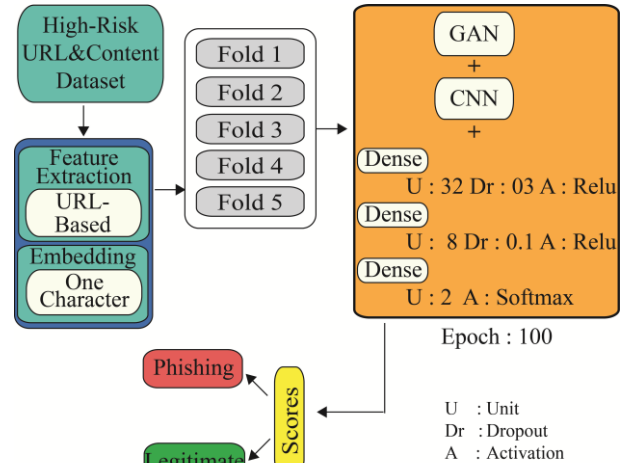 High-Risk
URL&Content
Dataset
Feature
Extraction
URL-
Based
Embedding
One
Character
Fold 1
Fold 2
Fold 3
Fold 4
Fold 5
GAN
+
CNN
+
Dense
U : 32 Dr : 03 A : Relu
Dense
U : 8 Dr : 0.1 A : Relu
Dense
U : 2 A : Softmax
Epoch : 100
Phishing
Scores
Legitimate
U : Unit
Dr : Dropout
A : Activation